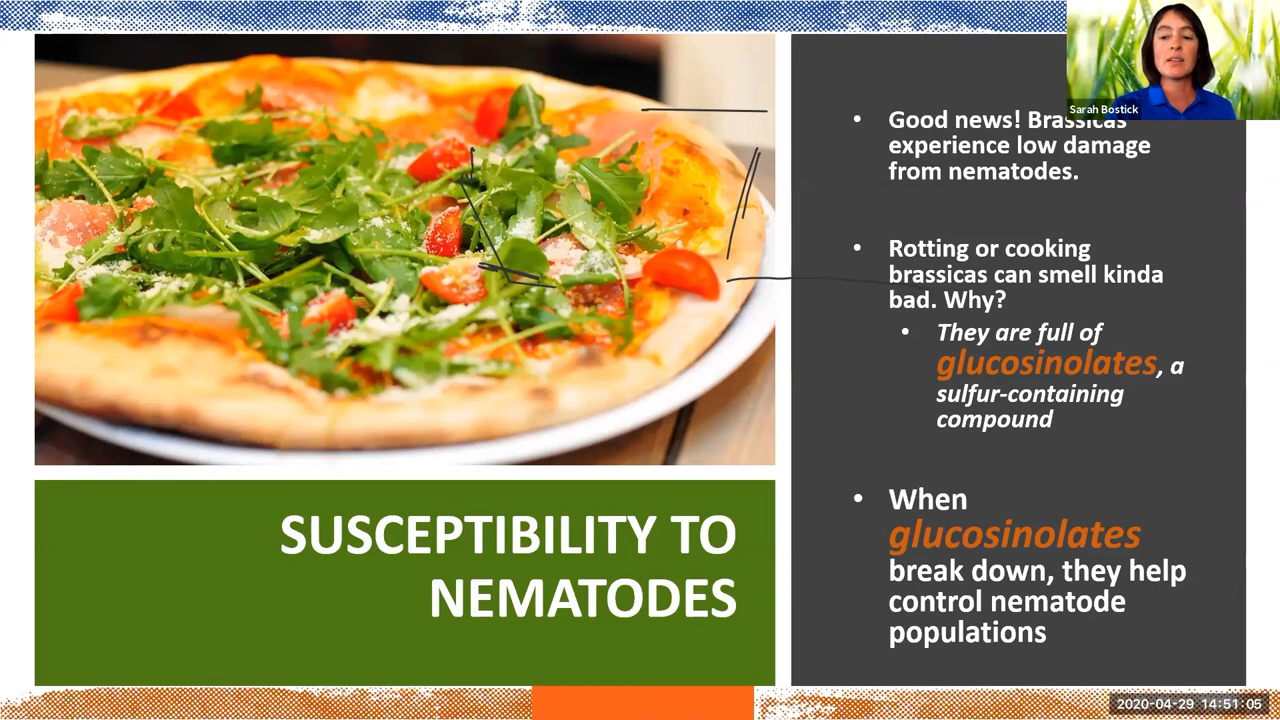 Sarah Bostick
Good news! Brassicas
experience low damage
from nematodes.
Rotting or cooking
brassicas can smell kinda
bad. Why?
They are full of
glucosinolates, a
sulfur-containing
compound
When
glucosinolates
break down, they help
control nematode
populations
SUSCEPTIBILITY TO
NEMATODES
2020-04-29 14:51:05